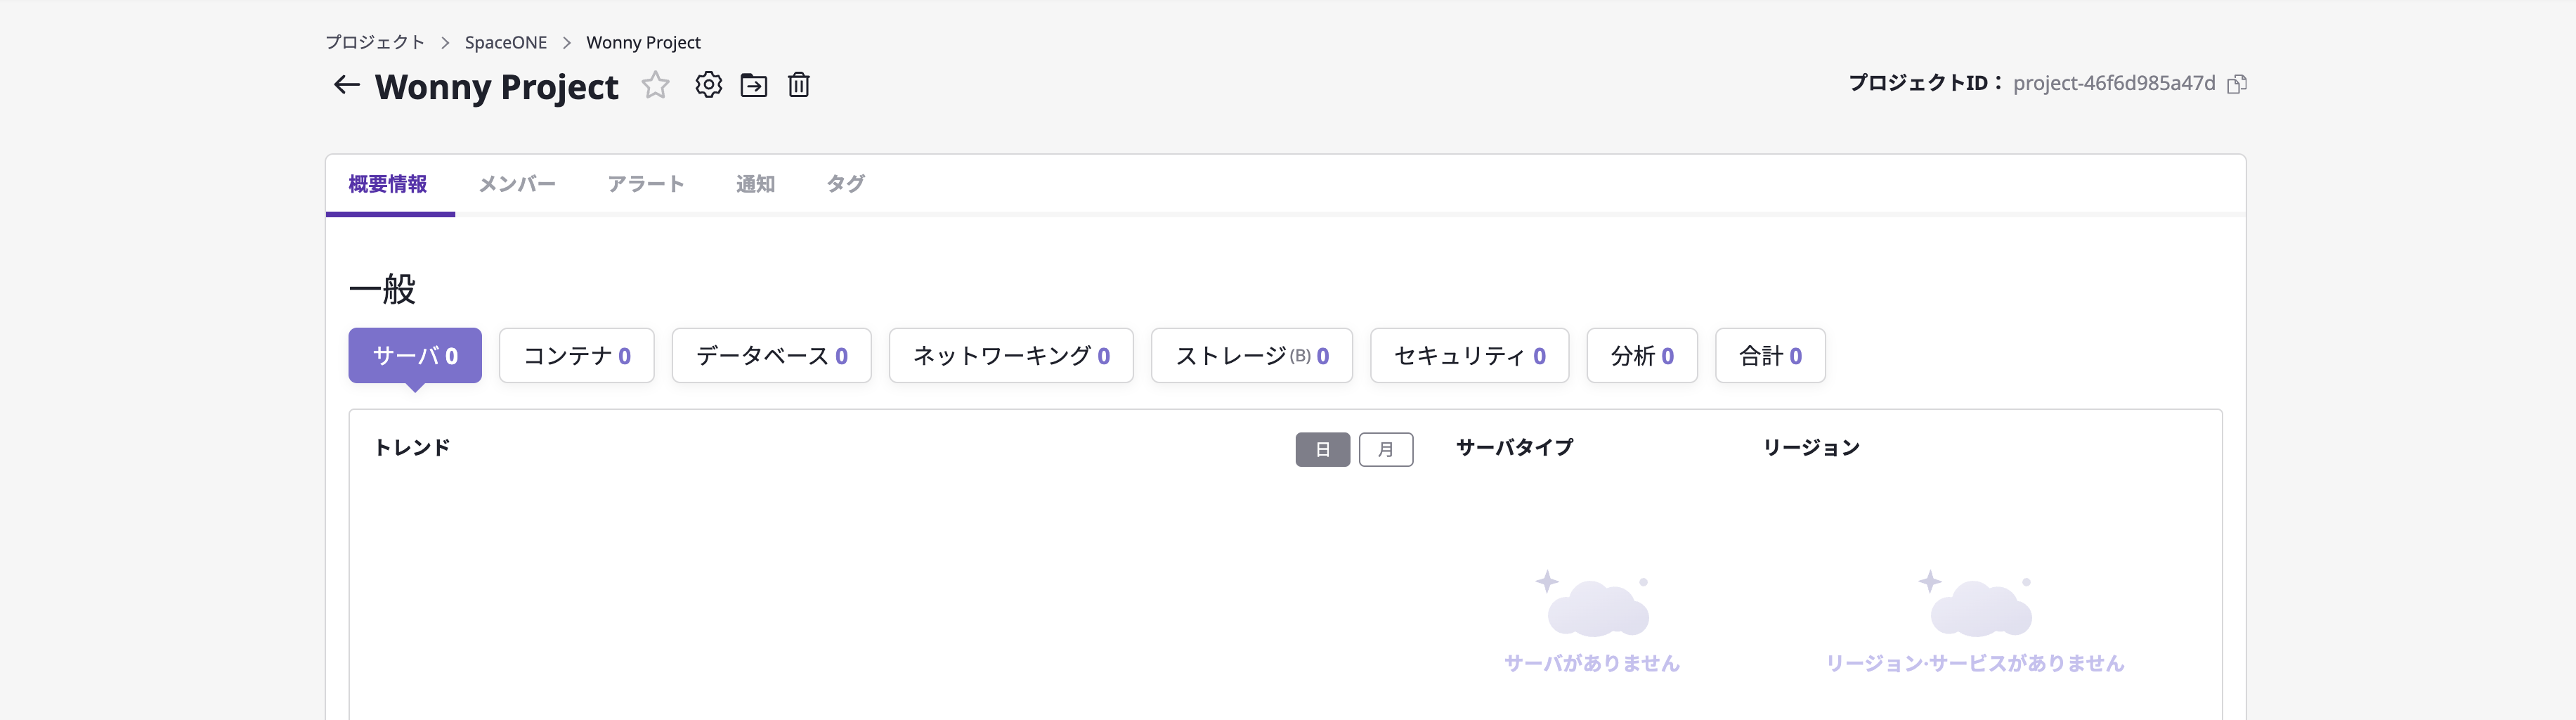 プロジェクト > SpaceONE > Wonny Project
Wonny Project
プロジェクトID： project-46f6d985a47d
概要情報 メンバー アラート 通知 タグ
一般
サーバ 0 コンテナ 0 データベース 0 ネットワーキング 0 ストレージ(B) 0 セキュリティ 0 分析 0 合計 0
トレンド 日 月 サーバタイプ リージョン
サーバがありません リージョン·サービスがありません